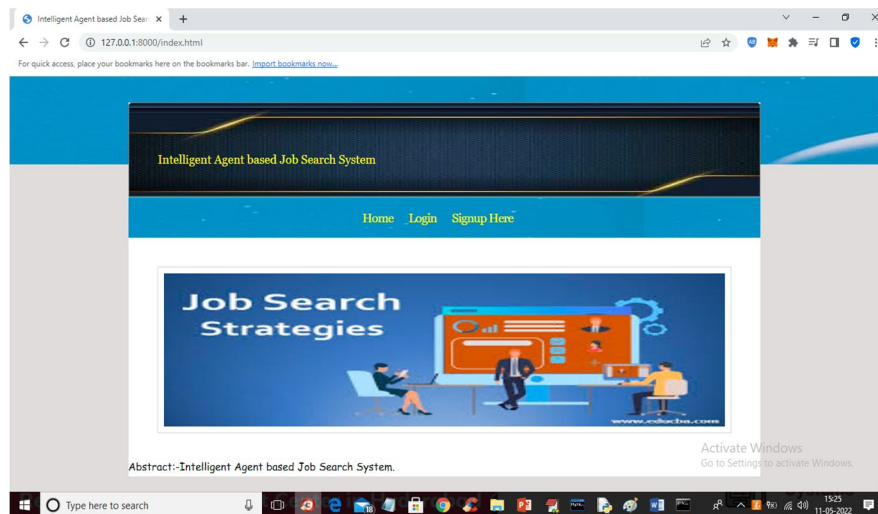 Intelligent Agent based Job Sear
127.0.0.1:8000/index.html
For quick access, place your bookmarks here on the bookmarks bar. Import bookmarks now...
Intelligent Agent based Job Search System
Home Login Signup Here
Job Search
Strategies
www.educba.com
Abstract:-Intelligent Agent based Job Search System.
Activate Windows
Go to Settings to activate Windows.
Type here to search
15:25
11-05-2022